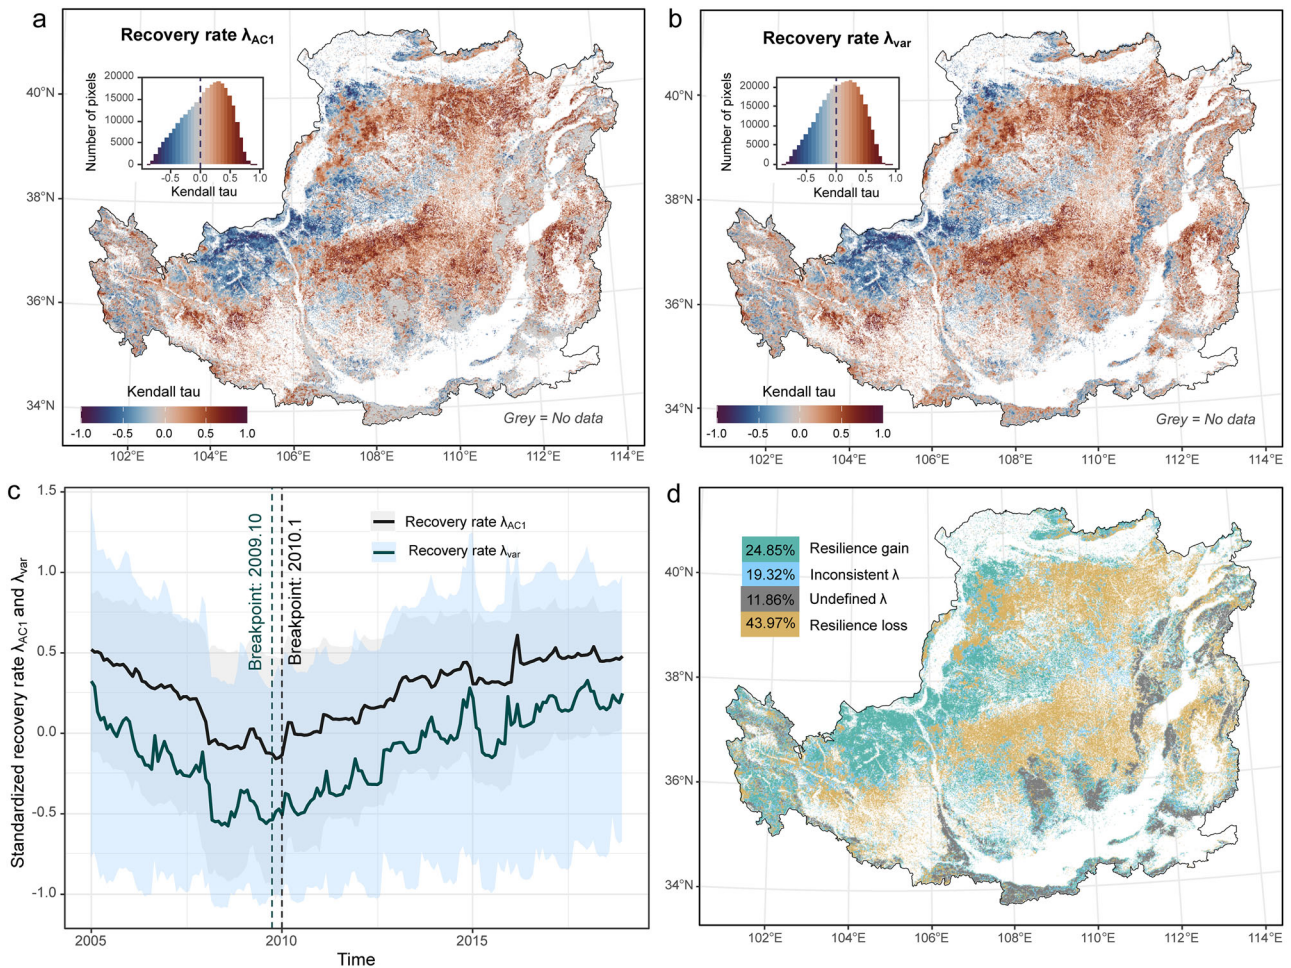 a
Recovery rate λAC1
Number of pixels
20000
15000
10000
5000
0
-0.5
0.0
0.5
1.0
Kendall tau
40°N
38°N
36°N
34°N
Kendall tau
-1.0
-0.5
0.0
0.5
1.0
Grey = No data
102°E
104°E
106°E
108°E
110°E
112°E
114°E
b
Recovery rate λvar
Number of pixels
20000
15000
10000
5000
0
-0.5
0.0
0.5
1.0
Kendall tau
40°N
38°N
36°N
34°N
Kendall tau
-1.0
-0.5
0.0
0.5
1.0
Grey = No data
102°E
104°E
106°E
108°E
110°E
112°E
114°E
c
Standardized recovery rate λAC1 and λvar
1.5
1.0
0.5
0.0
-0.5
-1.0
Breakpoint: 2009.10
Breakpoint: 2010.1
Recovery rate λAC1
Recovery rate λvar
2005
2010
2015
Time
d
24.85% Resilience gain
19.32% Inconsistent λ
11.86% Undefined λ
43.97% Resilience loss
40°N
38°N
36°N
34°N
102°E
104°E
106°E
108°E
110°E
112°E
114°E